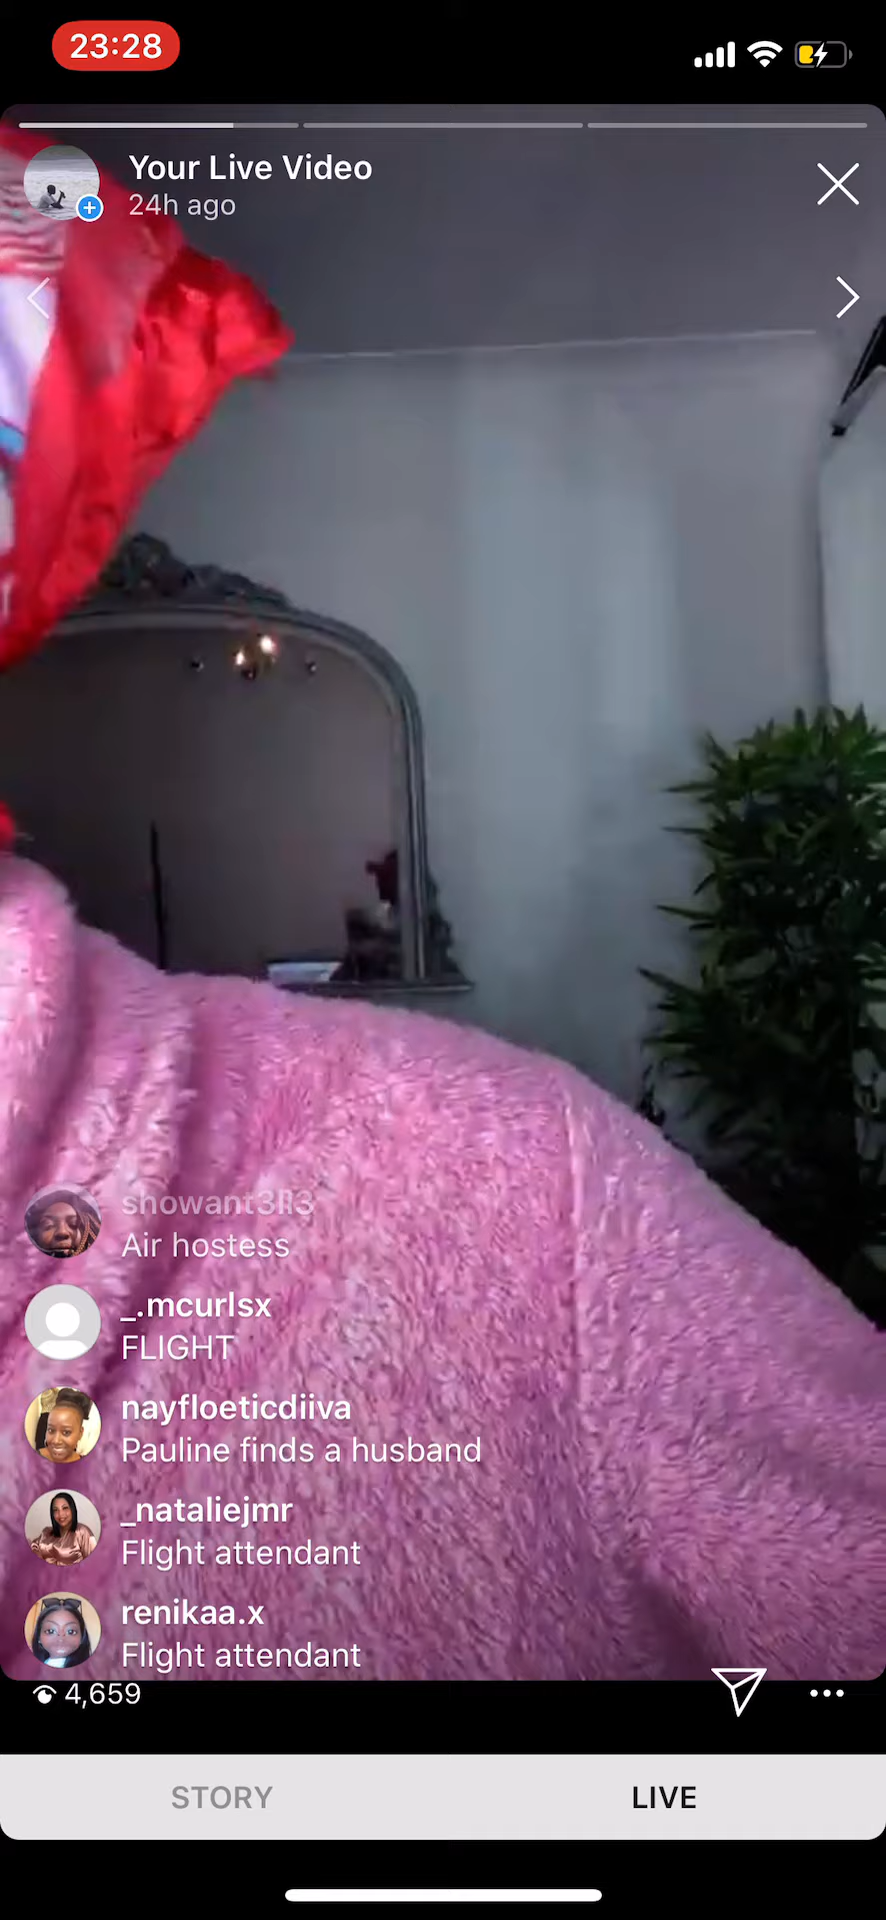 23:28
Your Live Video
24h ago
showant3ll3
Air hostess
_.mcurlsx
FLIGHT
nayfloeticdiiva
Pauline finds a husband
_nataliejmr
Flight attendant
renikaa.x
Flight attendant
4,659
STORY
LIVE